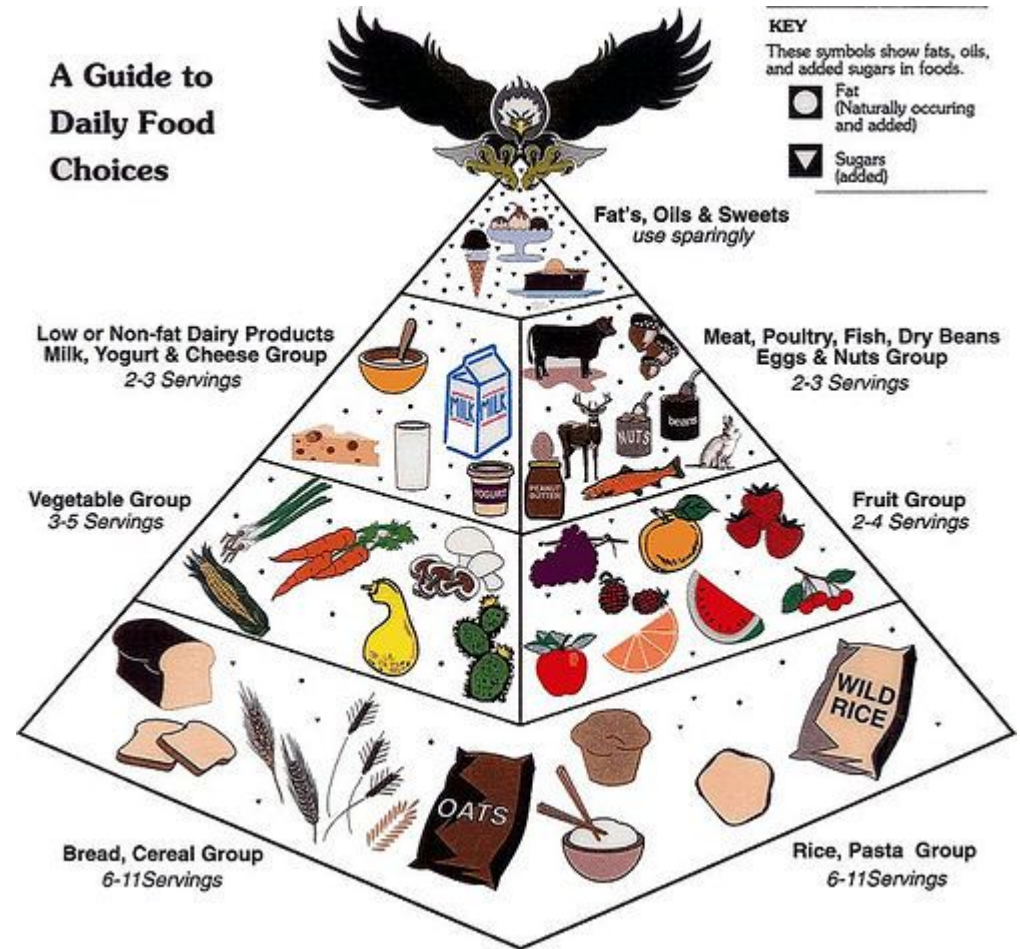 A Guide to
Daily Food
Choices
KEY
These symbols show fats, oils,
and added sugars in foods.
Fat
(Naturally occuring
and added)
Sugars
(added)
Fat's, Oils & Sweets
use sparingly
Low or Non-fat Dairy Products
Milk, Yogurt & Cheese Group
2-3 Servings
Meat, Poultry, Fish, Dry Beans
Eggs & Nuts Group
2-3 Servings
MILK MILK
YOGURT
NUTS
beans
PEANUT
BUTTER
Vegetable Group
3-5 Servings
Fruit Group
2-4 Servings
WILD
RICE
OATS
Bread, Cereal Group
6-11Servings
Rice, Pasta Group
6-11Servings